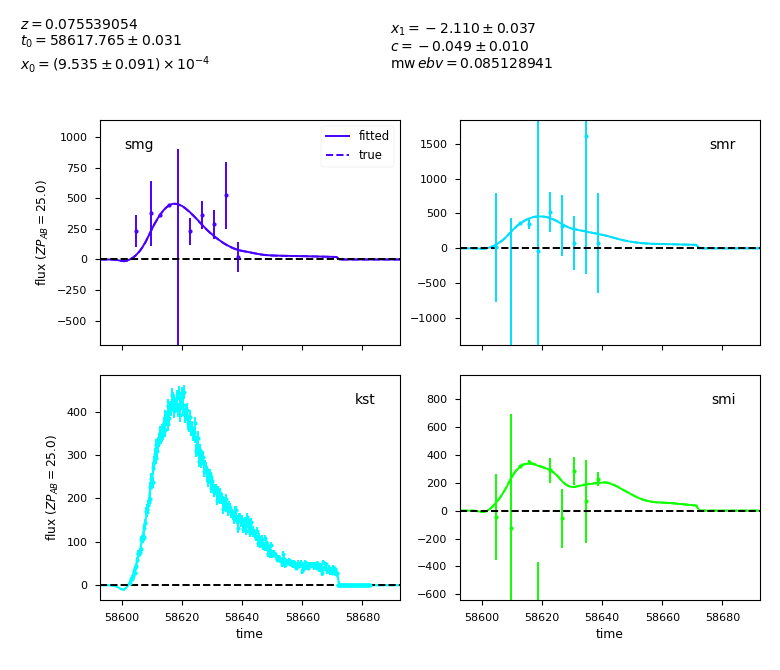 z = 0.075539054
t₀ = 58617.765 ± 0.031
x₀ = (9.535 ± 0.091) × 10⁻⁴
x₁ = −2.110 ± 0.037
c = −0.049 ± 0.010
mw ebv = 0.085128941
smg
fitted
true
1000
750
500
250
0
−250
−500
flux (ZP_AB = 25.0)
smr
1500
1000
500
0
−500
−1000
kst
400
300
200
100
0
flux (ZP_AB = 25.0)
58600 58620 58640 58660 58680
time
smi
800
600
400
200
0
−200
−400
−600
58600 58620 58640 58660 58680
time